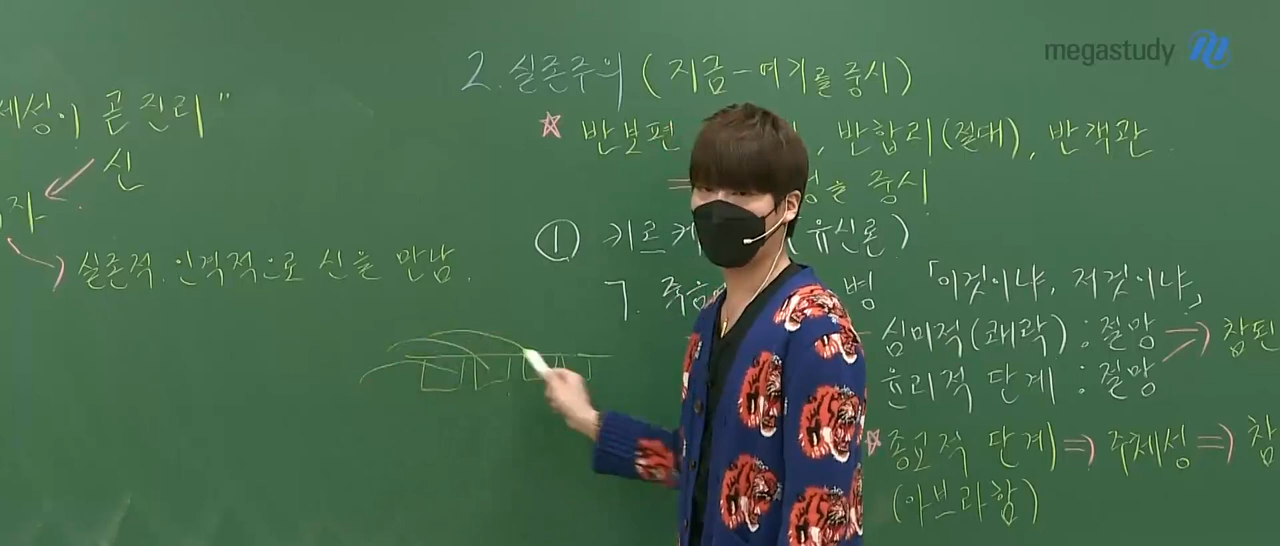 megastudy
2. 실존주의 (지금-여기를 중시)
체성이 곧 진리"
☆ 반보편 , 반합리(절대), 반객관
신
= 성을 중시
자
① 키르케 (유신론)
실존적. 인격적으로 신을 만남.
ㄱ. 죽음 병 「이것이냐, 저것이냐」
심미적(쾌락) : 절망 → 참된
윤리적 단계 : 절망
☆ 종교적 단계 ⇒ 주체성 ⇒ 참
(아브라함)